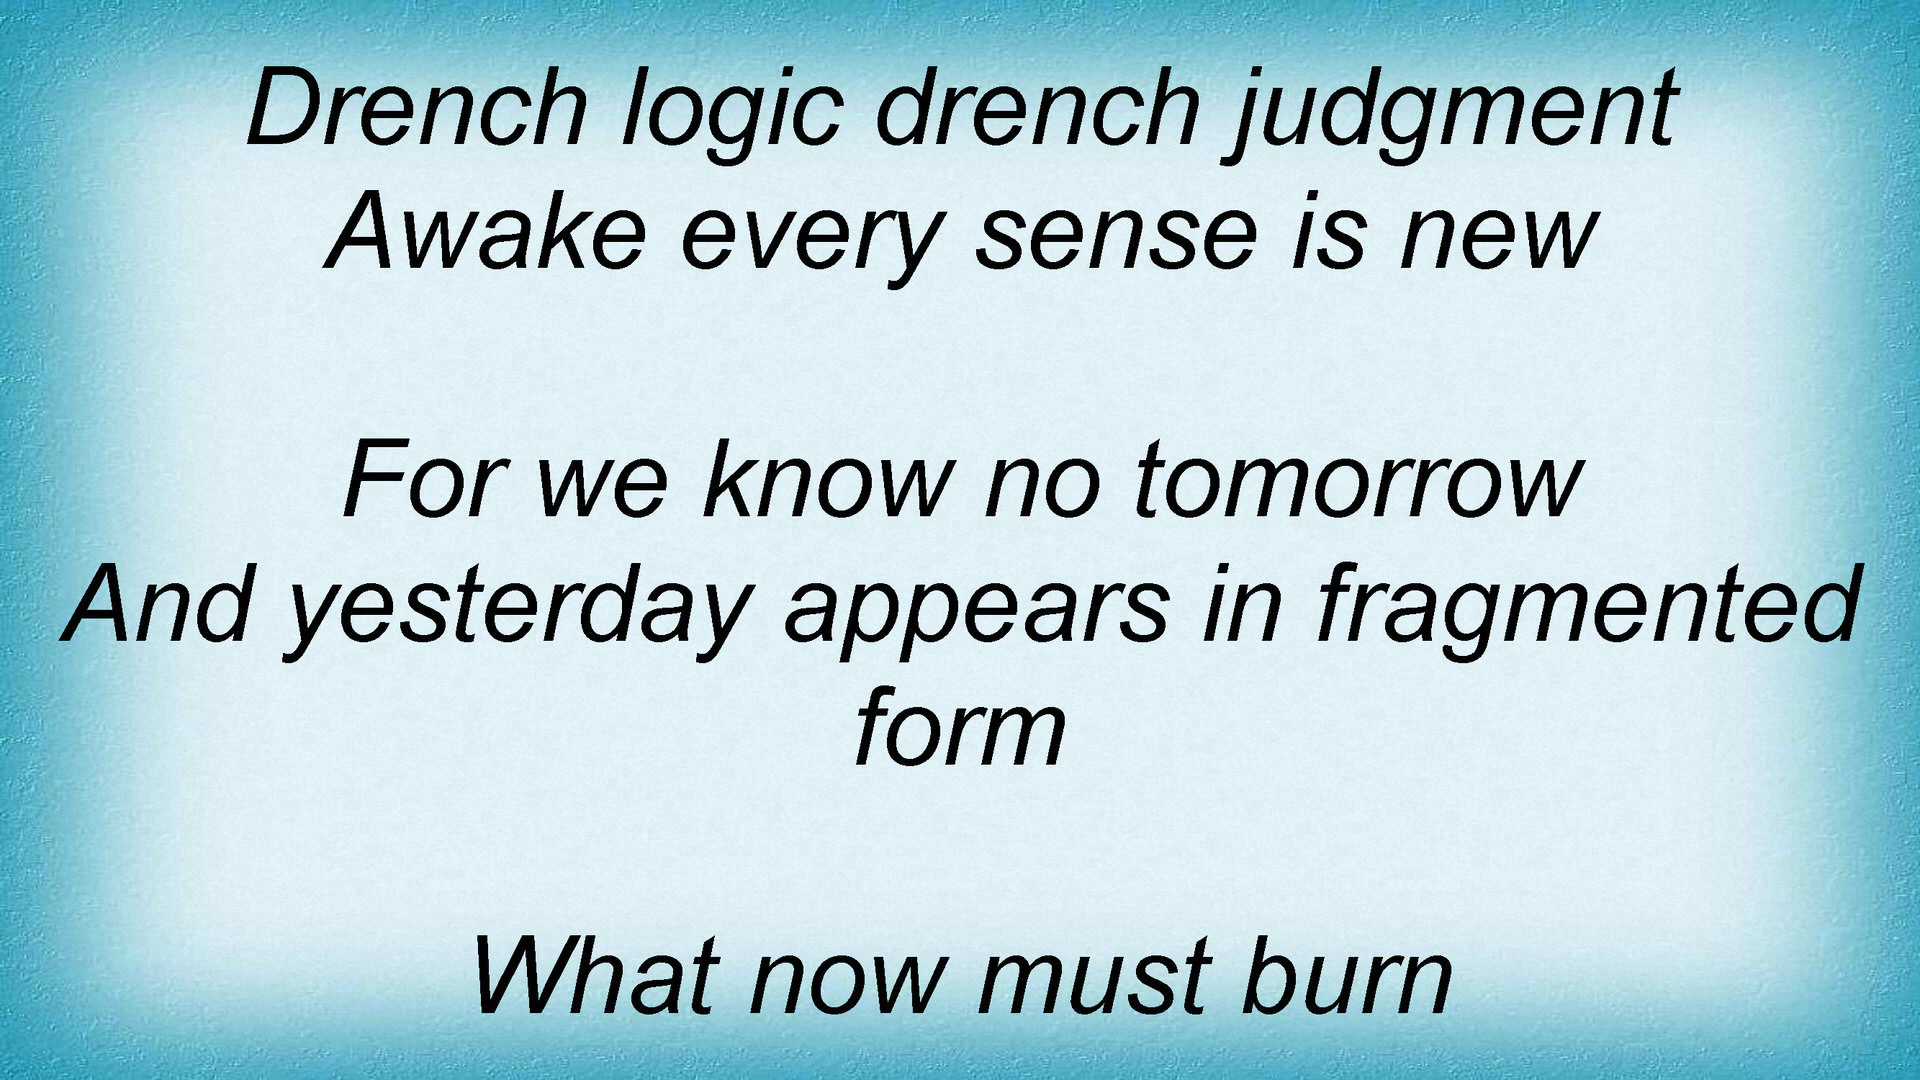 Drench logic drench judgment
Awake every sense is new
For we know no tomorrow
And yesterday appears in fragmented
form
What now must burn